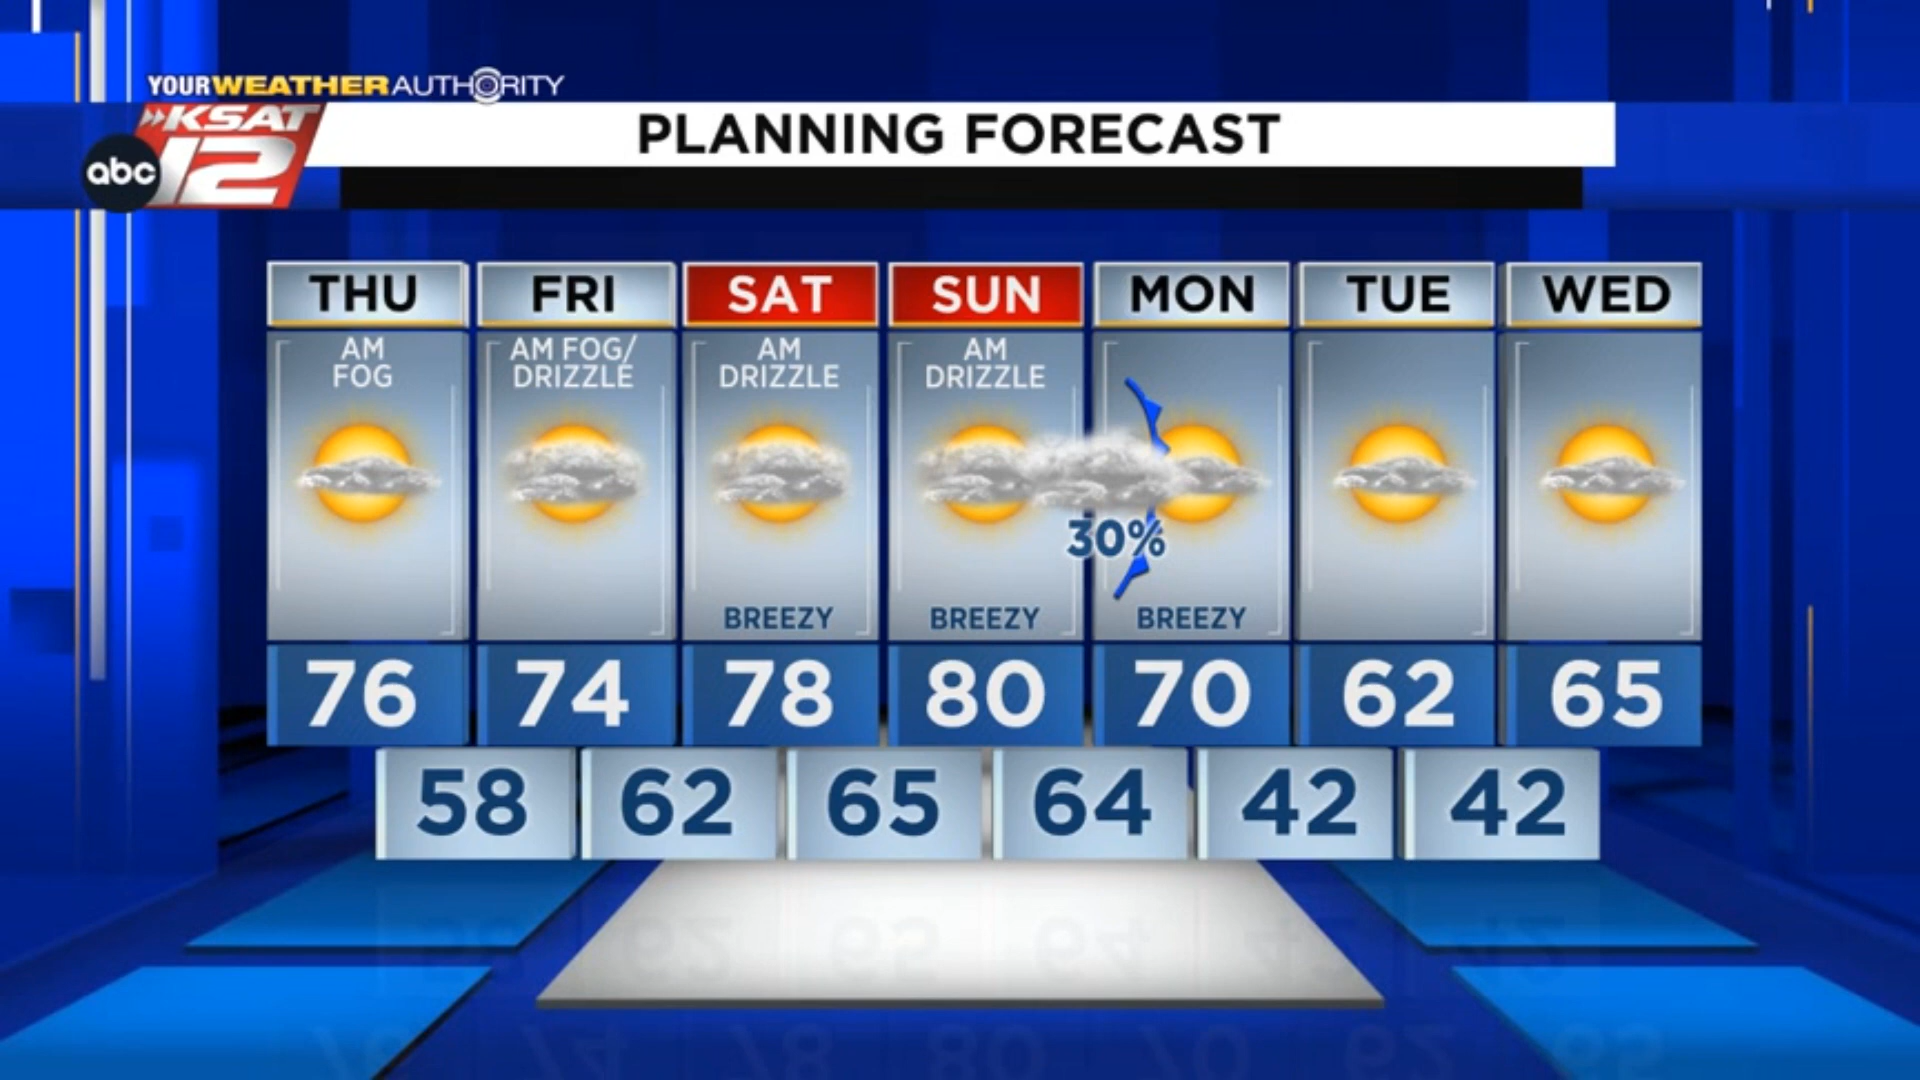 YOURWEATHERAUTHORITY
KSAT
12
abc
PLANNING FORECAST
THU
FRI
SAT
SUN
MON
TUE
WED
AM
FOG
AM FOG/
DRIZZLE
AM
DRIZZLE
AM
DRIZZLE
30%
BREEZY
BREEZY
BREEZY
76
74
78
80
70
62
65
58
62
65
64
42
42